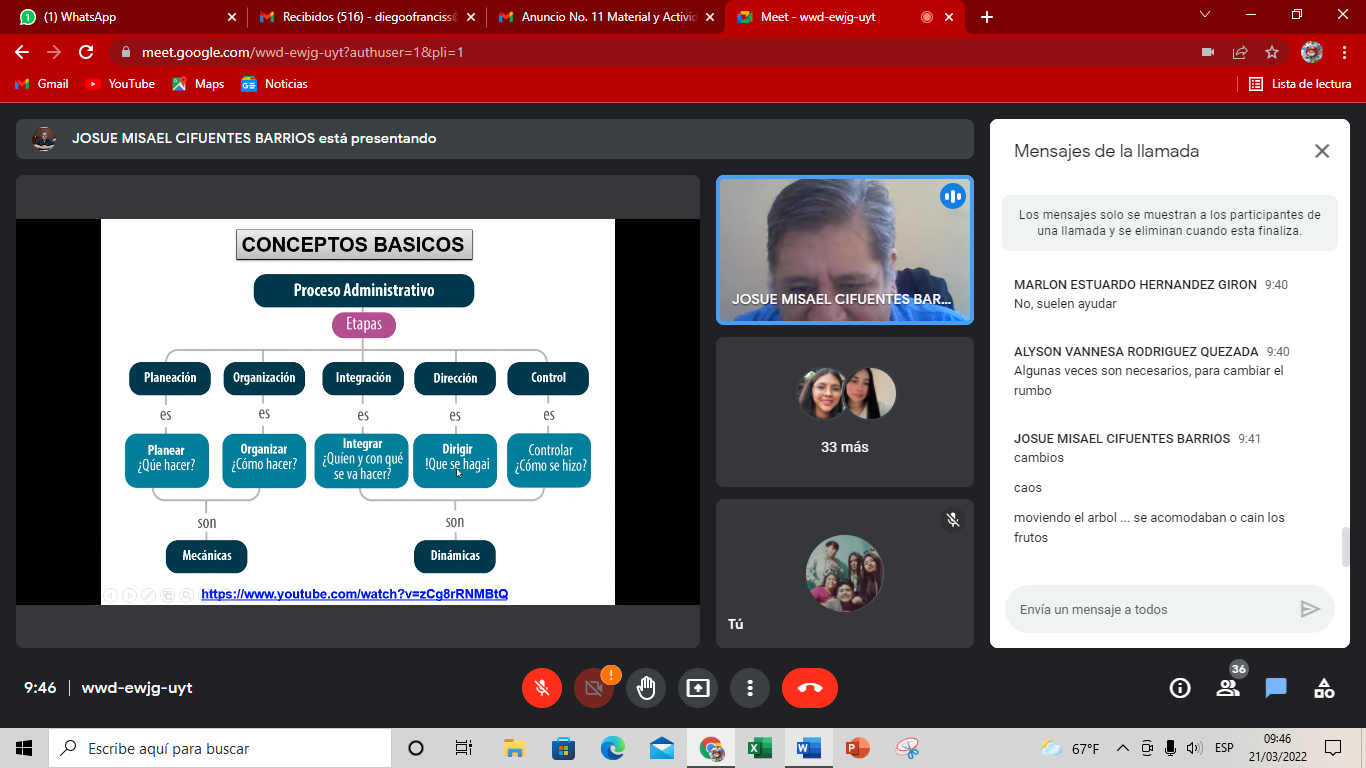 (1) WhatsApp
Recibidos (516) - diegoofranciss
Anuncio No. 11 Material y Activid
Meet - wwd-ewjg-uyt
meet.google.com/wwd-ewjg-uyt?authuser=1&pli=1
Gmail
YouTube
Maps
Noticias
Lista de lectura
JOSUE MISAEL CIFUENTES BARRIOS está presentando
CONCEPTOS BASICOS
Proceso Administrativo
Etapas
Planeación
Organización
Integración
Dirección
Control
es
es
es
es
es
Planear
¿Qúe hacer?
Organizar
¿Cómo hacer?
Integrar
¿Quíen y con qué
se va hacer?
Dirigir
!Que se hagai
Controlar
¿Cómo se hizo?
son
son
Mecánicas
Dinámicas
https://www.youtube.com/watch?v=zCg8rRNMBtQ
JOSUE MISAEL CIFUENTES BAR...
33 más
Tú
Mensajes de la llamada
Los mensajes solo se muestran a los participantes de
una llamada y se eliminan cuando esta finaliza.
MARLON ESTUARDO HERNANDEZ GIRON 9:40
No, suelen ayudar
ALYSON VANNESA RODRIGUEZ QUEZADA 9:40
Algunas veces son necesarios, para cambiar el
rumbo
JOSUE MISAEL CIFUENTES BARRIOS 9:41
cambios
caos
moviendo el arbol ... se acomodaban o cain los
frutos
Envía un mensaje a todos
9:46 | wwd-ewjg-uyt
36
Escribe aquí para buscar
67°F
ESP
09:46
21/03/2022